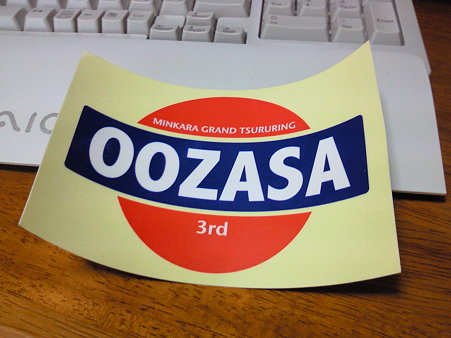 MINKARA GRAND TSURURING
OOZASA
3rd